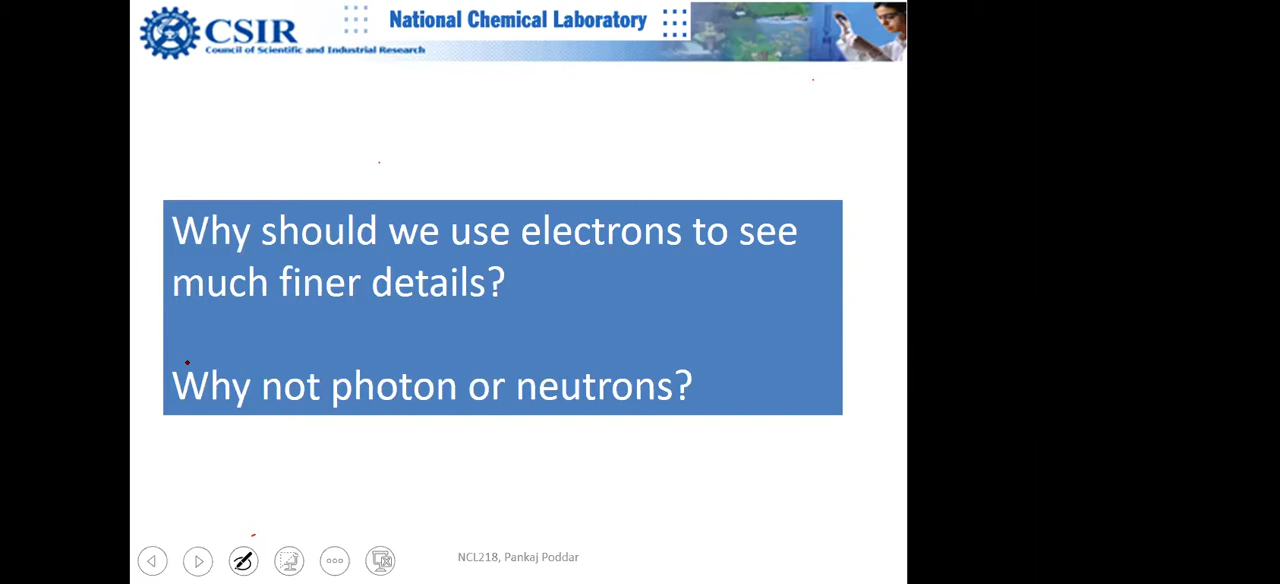 CSIR
Council of Scientific and Industrial Research
National Chemical Laboratory
Why should we use electrons to see
much finer details?
Why not photon or neutrons?
NCL218, Pankaj Poddar